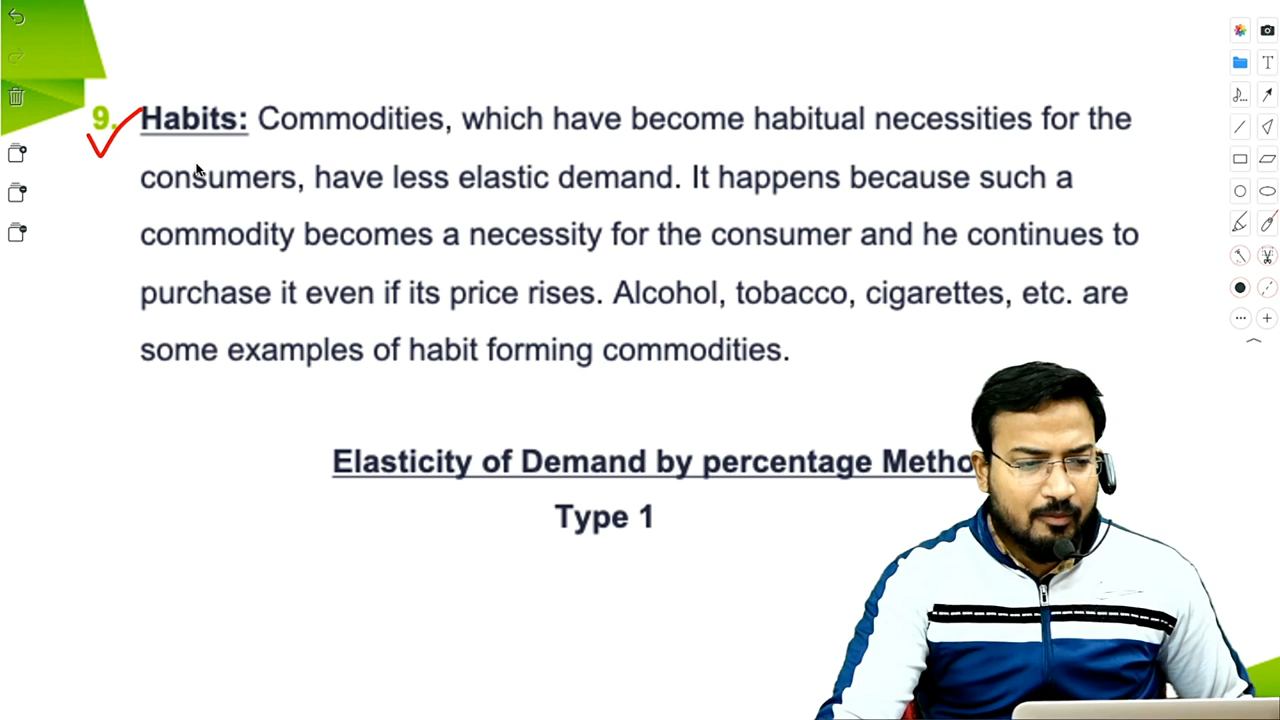 9. Habits: Commodities, which have become habitual necessities for the
consumers, have less elastic demand. It happens because such a
commodity becomes a necessity for the consumer and he continues to
purchase it even if its price rises. Alcohol, tobacco, cigarettes, etc. are
some examples of habit forming commodities.
Elasticity of Demand by percentage Metho
Type 1